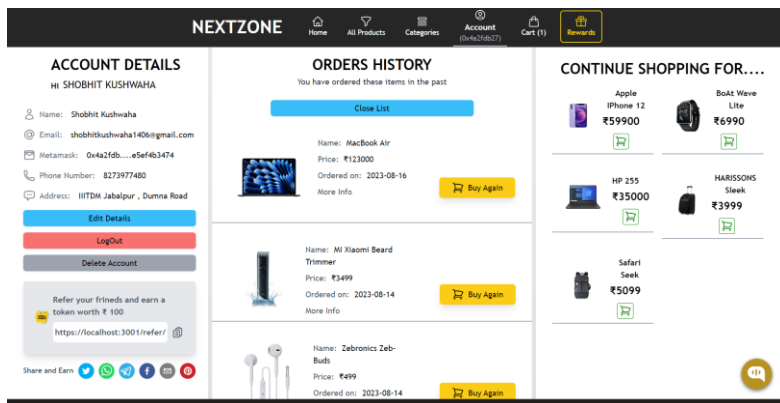 NEXTZONE
Home
All Products
Categories
Account
(0x4a2fdb27)
Cart (1)
Rewards
ACCOUNT DETAILS
HI SHOBHIT KUSHWAHA
Name: Shobhit Kushwaha
Email: shobhitkushwaha1406@gmail.com
Metamask: 0x4a2fdb....e5ef4b3474
Phone Number: 8273977480
Address: IIITDM Jabalpur , Dumna Road
Edit Details
LogOut
Delete Account
Refer your frineds and earn a
token worth ₹ 100
https://localhost:3001/refer/
Share and Earn
ORDERS HISTORY
You have ordered these items in the past
Close List
Name: MacBook Air
Price: ₹123000
Ordered on: 2023-08-16
More Info
Buy Again
Name: MI Xiaomi Beard
Trimmer
Price: ₹3499
Ordered on: 2023-08-14
More Info
Buy Again
Name: Zebronics Zeb-
Buds
Price: ₹499
Ordered on: 2023-08-14
Buy Again
CONTINUE SHOPPING FOR....
Apple
IPhone 12
₹59900
BoAt Wave
Lite
₹6990
HP 255
₹35000
HARISSONS
Sleek
₹3999
Safari
Seek
₹5099